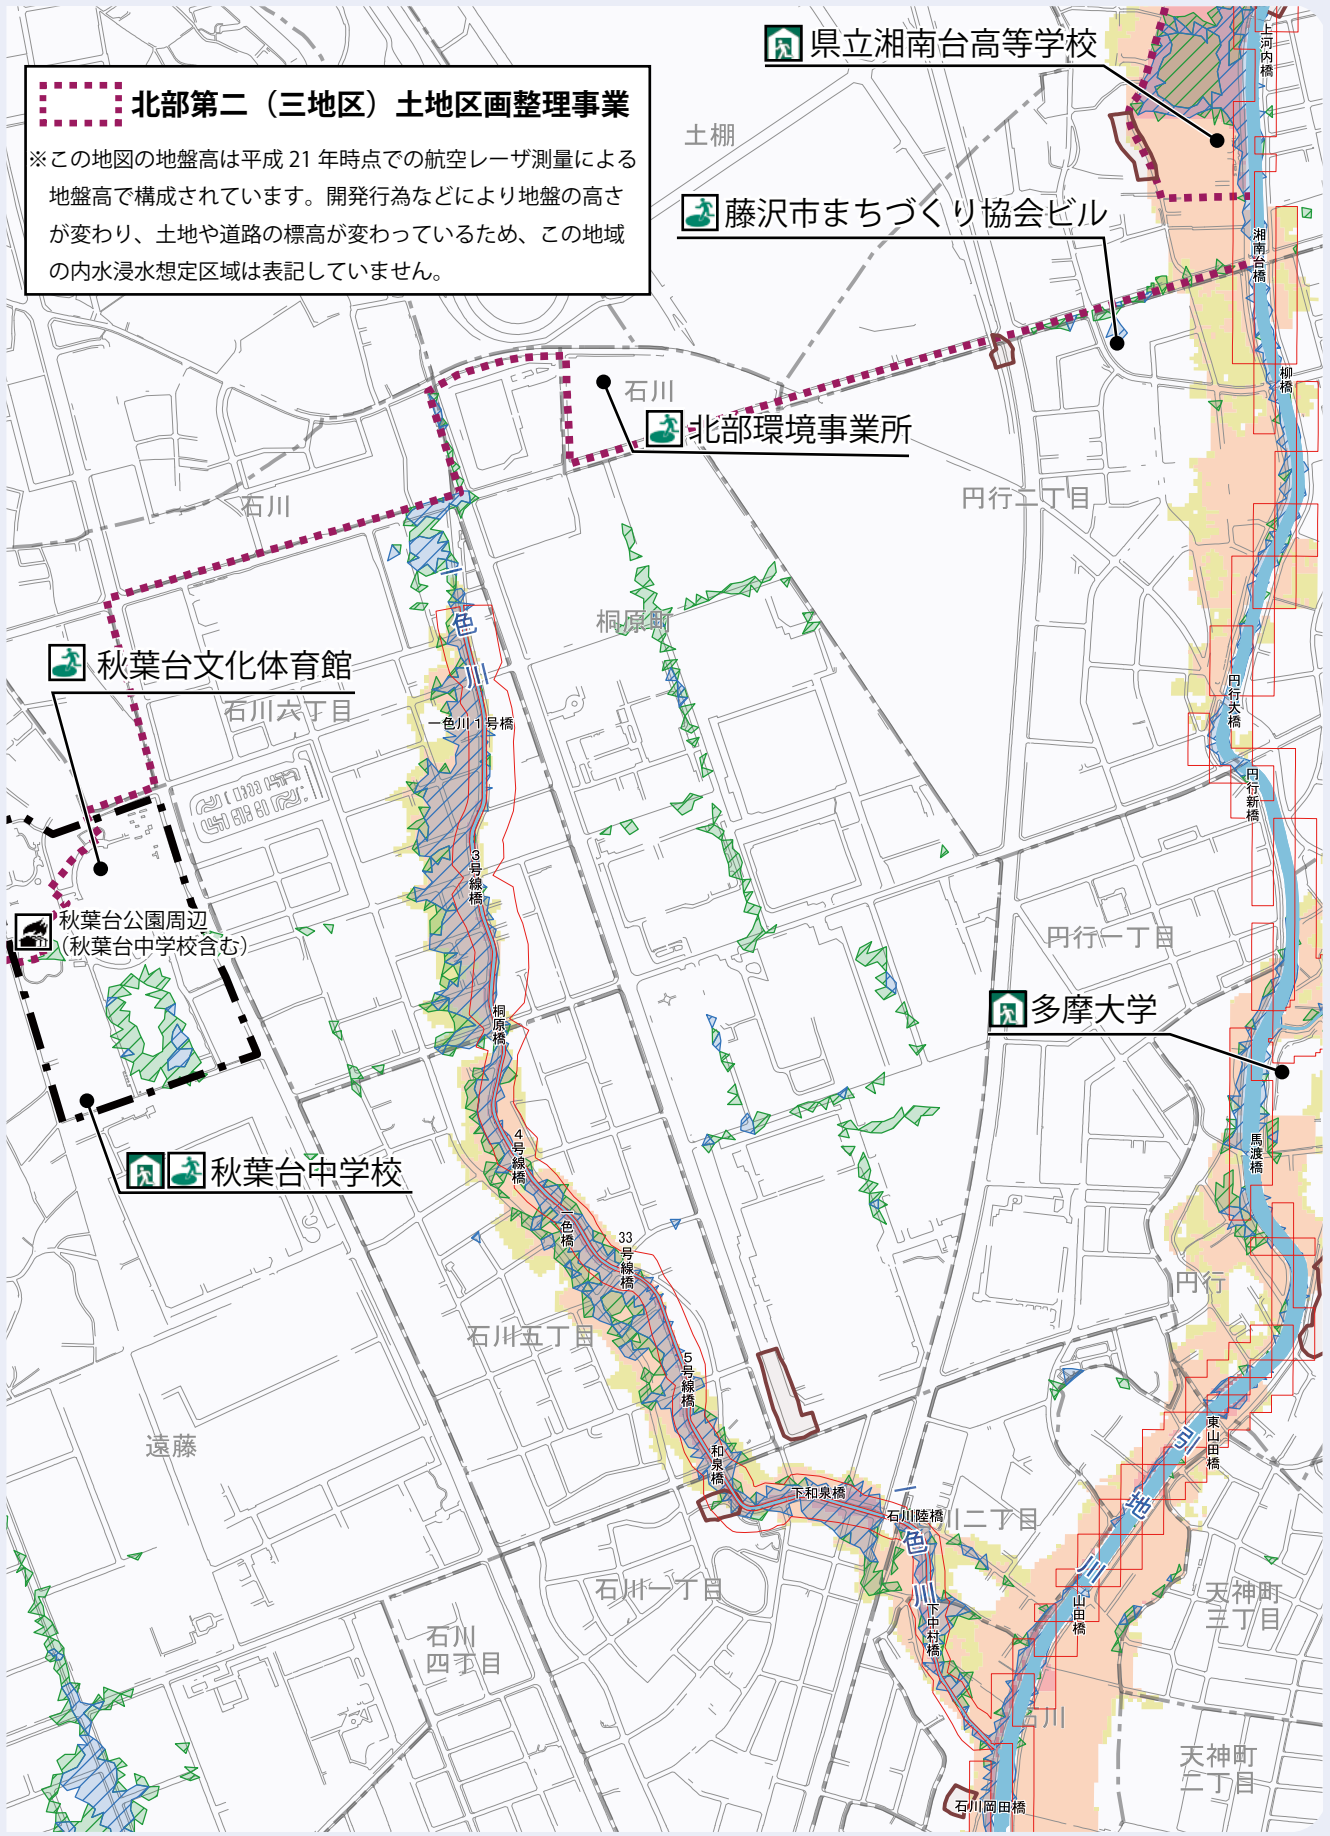 県立湘南台高等学校
上河内橋
北部第二（三地区）土地区画整理事業
※この地図の地盤高は平成 21 年時点での航空レーザ測量による
地盤高で構成されています。開発行為などにより地盤の高さ
が変わり、土地や道路の標高が変わっているため、この地域
の内水浸水想定区域は表記していません。
土棚
藤沢市まちづくり協会ビル
湘南台橋
柳橋
石川
北部環境事業所
石川
円行二丁目
一色川
桐原町
秋葉台文化体育館
石川六丁目
一色川1号橋
円行大橋
円行新橋
3号線橋
秋葉台公園周辺
（秋葉台中学校含む）
円行一丁目
桐原橋
多摩大学
4号線橋
馬渡橋
秋葉台中学校
一色橋
33号線橋
円行
石川五丁目
5号線橋
遠藤
和泉橋
東山田橋
引地川
下和泉橋
石川陸橋
川二丁目
一色川
石川一丁目
下中村橋
山田橋
天神町
三丁目
石川
四丁目
石川
天神町
二丁目
石川岡田橋